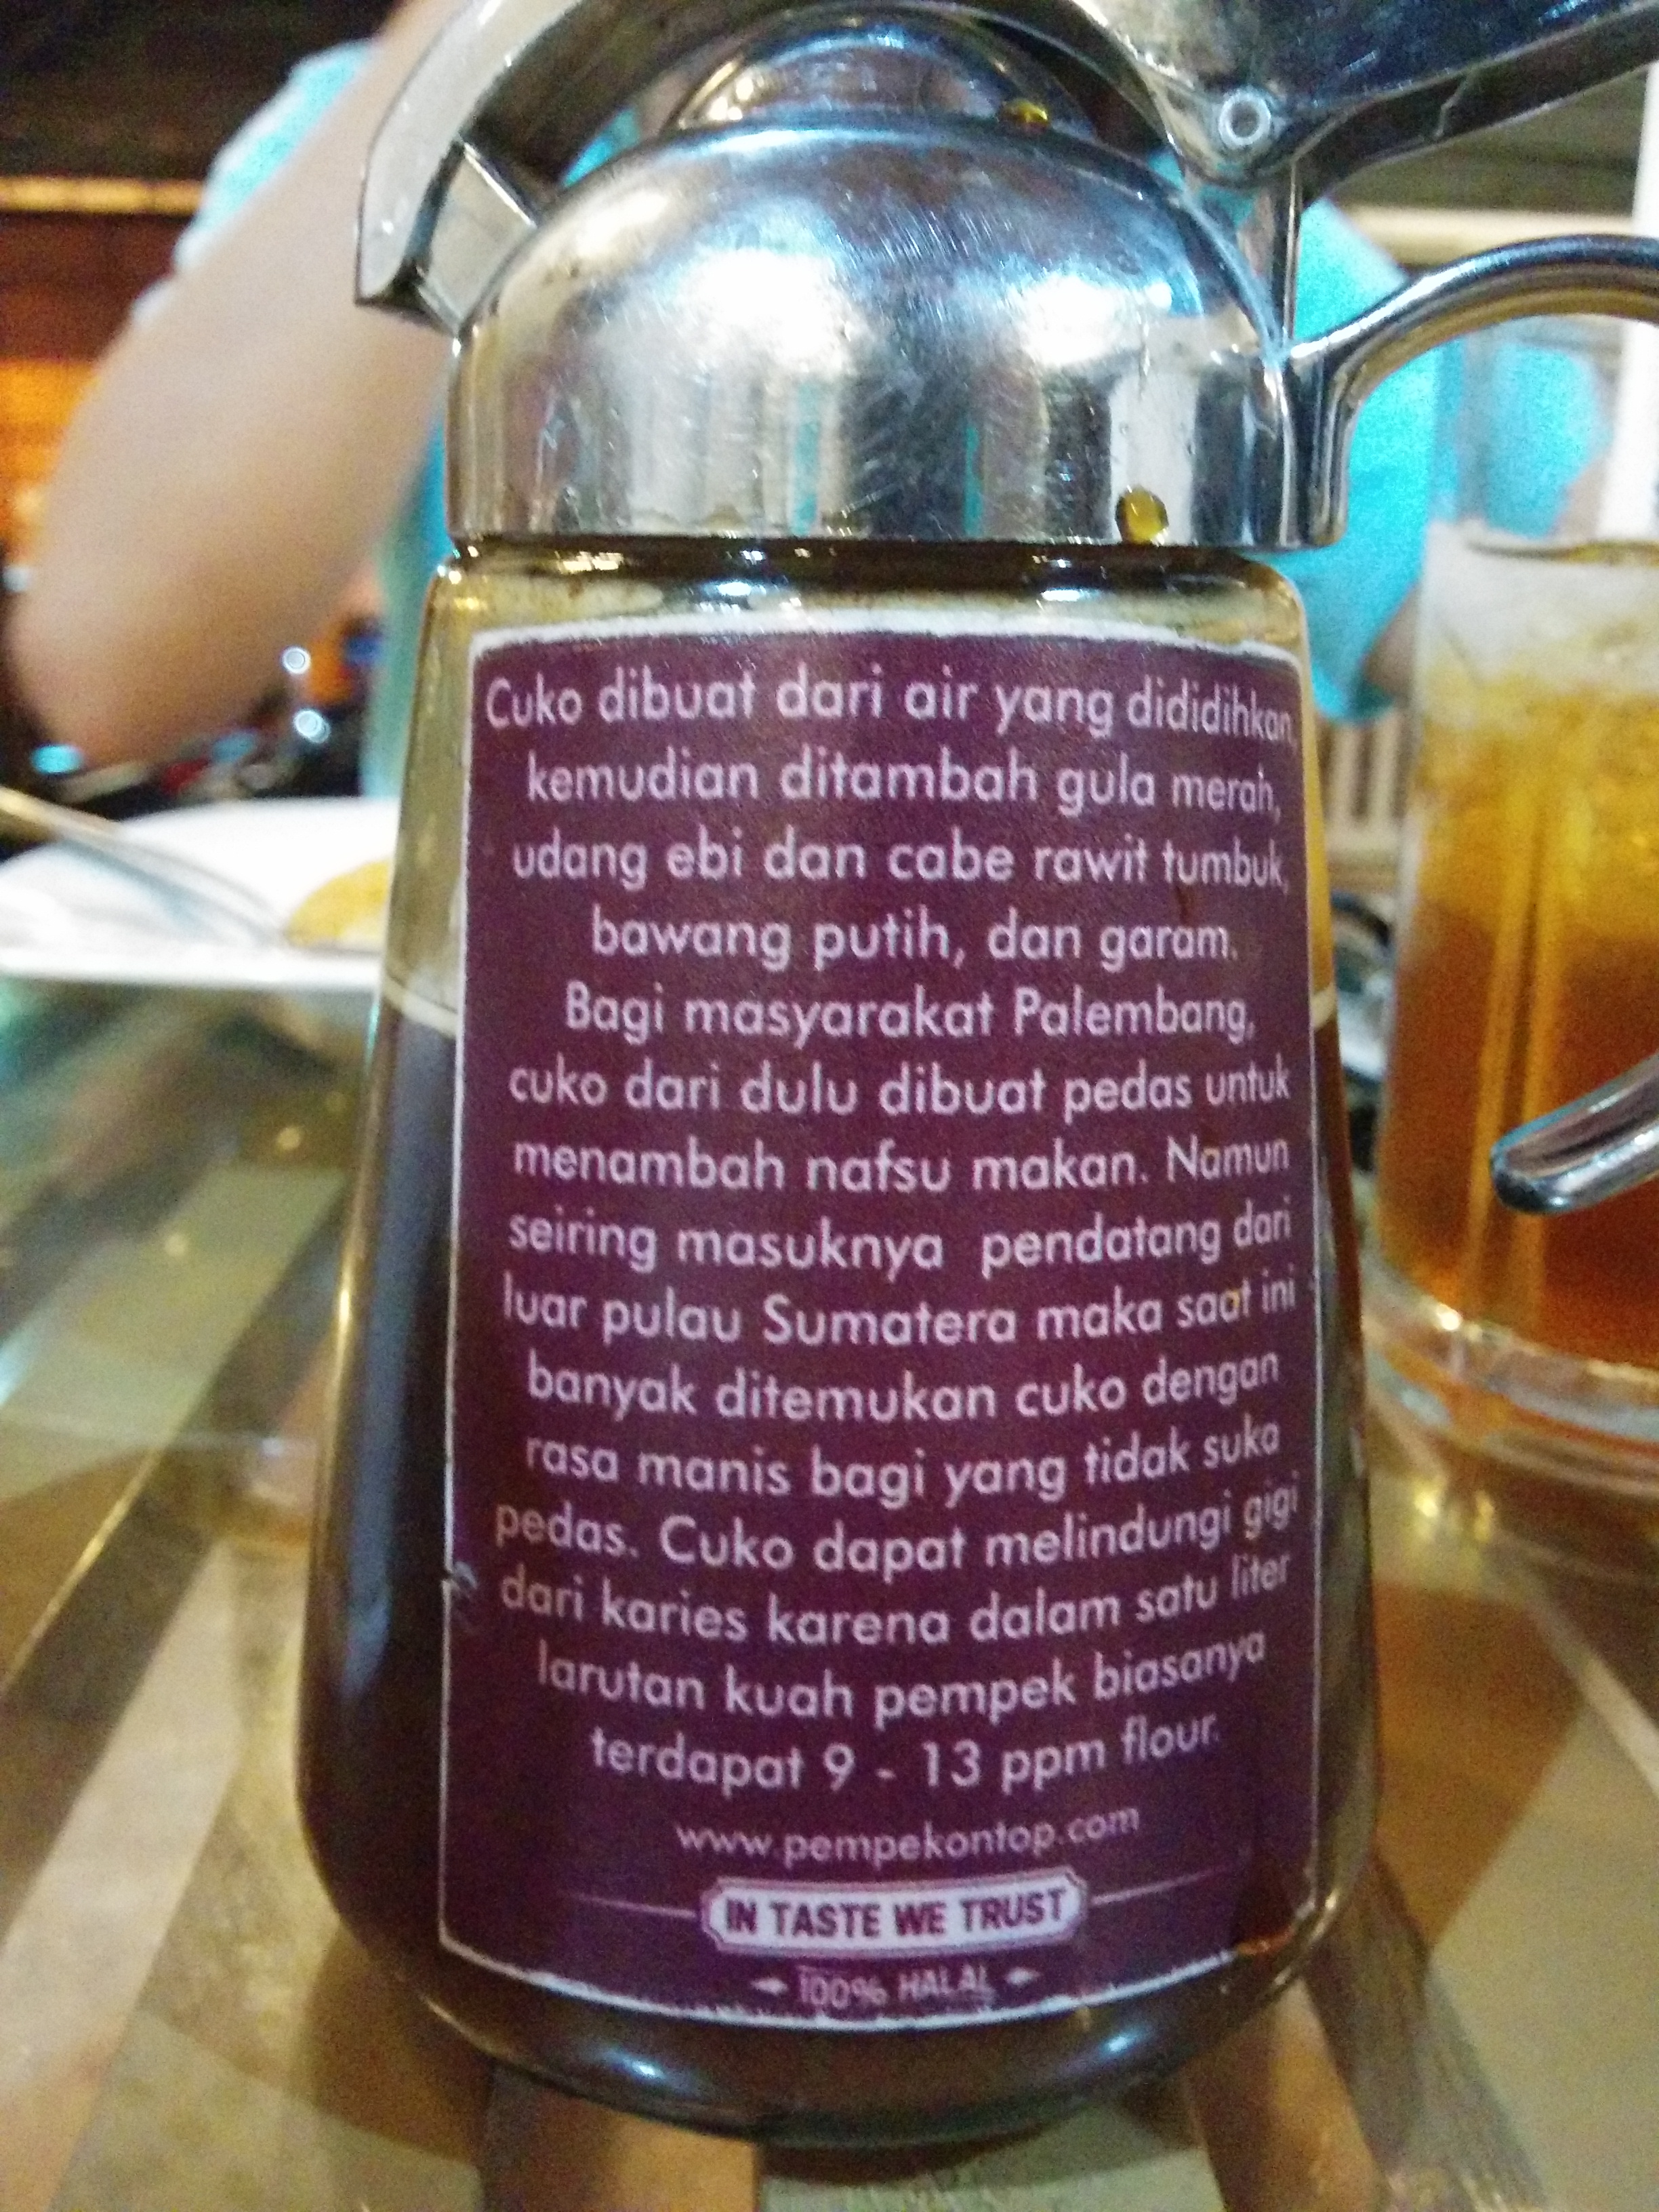 Cuko dibuat dari air yang dididihkan,
kemudian ditambah gula merah,
udang ebi dan cabe rawit tumbuk,
bawang putih, dan garam.
Bagi masyarakat Palembang,
cuko dari dulu dibuat pedas untuk
menambah nafsu makan. Namun
seiring masuknya pendatang dari
luar pulau Sumatera maka saat ini
banyak ditemukan cuko dengan
rasa manis bagi yang tidak suka
pedas. Cuko dapat melindungi gigi
dari karies karena dalam satu liter
larutan kuah pempek biasanya
terdapat 9 - 13 ppm flour.
www.pempekontop.com
IN TASTE WE TRUST
100% HALAL